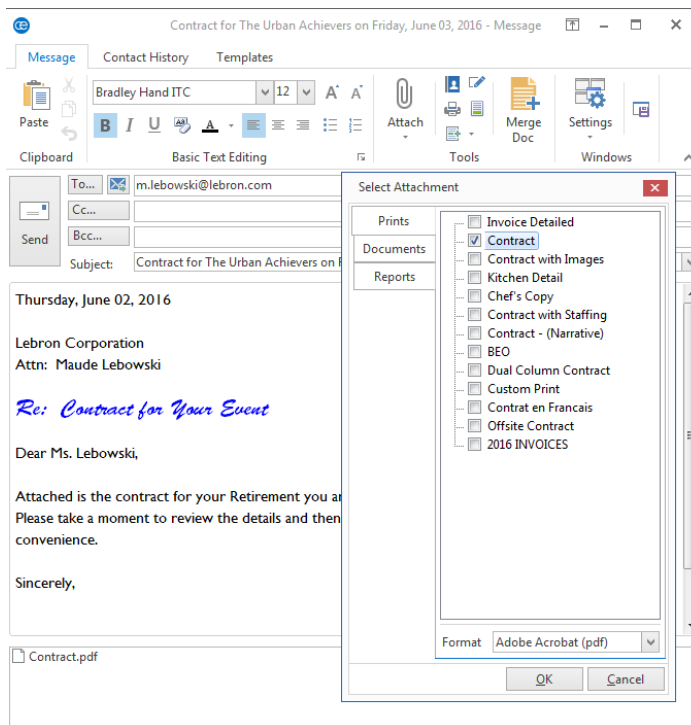 Contract for The Urban Achievers on Friday, June 03, 2016 - Message
Message Contact History Templates
Bradley Hand ITC 12 A A
Paste B I U A Attach Merge Doc Settings
Clipboard Basic Text Editing Tools Windows
To... m.lebowski@lebron.com
Cc...
Send Bcc...
Subject: Contract for The Urban Achievers on
Thursday, June 02, 2016
Lebron Corporation
Attn: Maude Lebowski
Re: Contract for Your Event
Dear Ms. Lebowski,
Attached is the contract for your Retirement you
Please take a moment to review the details and then
convenience.
Sincerely,
Contract.pdf
Select Attachment
Prints
Documents
Reports
Invoice Detailed
Contract
Contract with Images
Kitchen Detail
Chef's Copy
Contract with Staffing
Contract - (Narrative)
BEO
Dual Column Contract
Custom Print
Contrat en Francais
Offsite Contract
2016 INVOICES
Format Adobe Acrobat (pdf)
OK Cancel